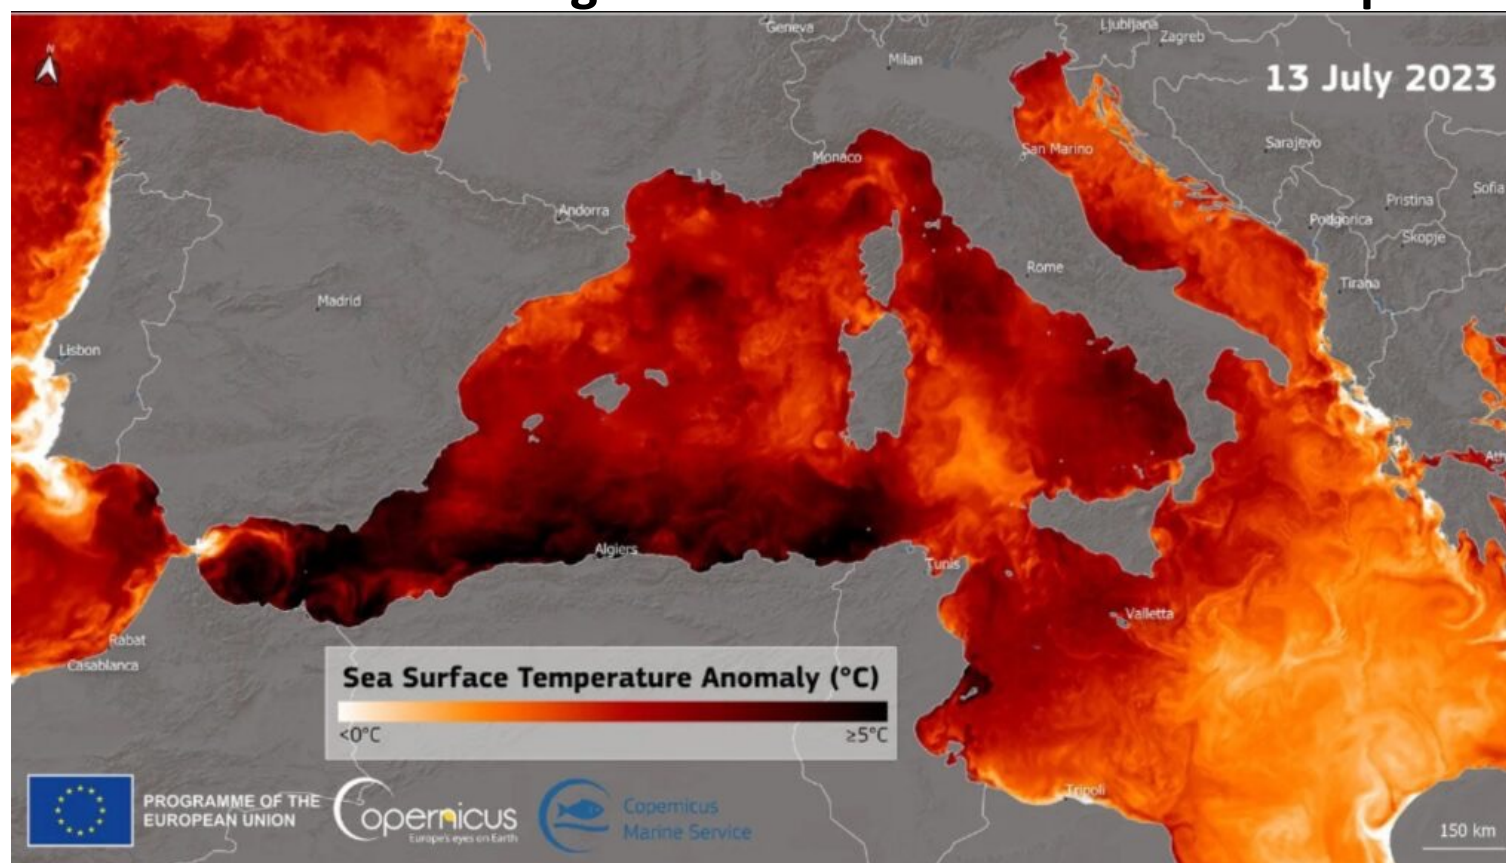 N
Geneva
Ljubljana
Zagreb
Milan
13 July 2023
Sarajevo
Monaco
San Marino
Andorra
Sofia
Pristina
Podgorica
Skopje
Rome
Tirana
Madrid
Lisbon
Ath
Algiers
Tunis
Valletta
Rabat
Casablanca
Sea Surface Temperature Anomaly (°C)
<0°C ≥5°C
Tripoli
PROGRAMME OF THE
EUROPEAN UNION
Copernicus
Europe's eyes on Earth
Copernicus
Marine Service
150 km